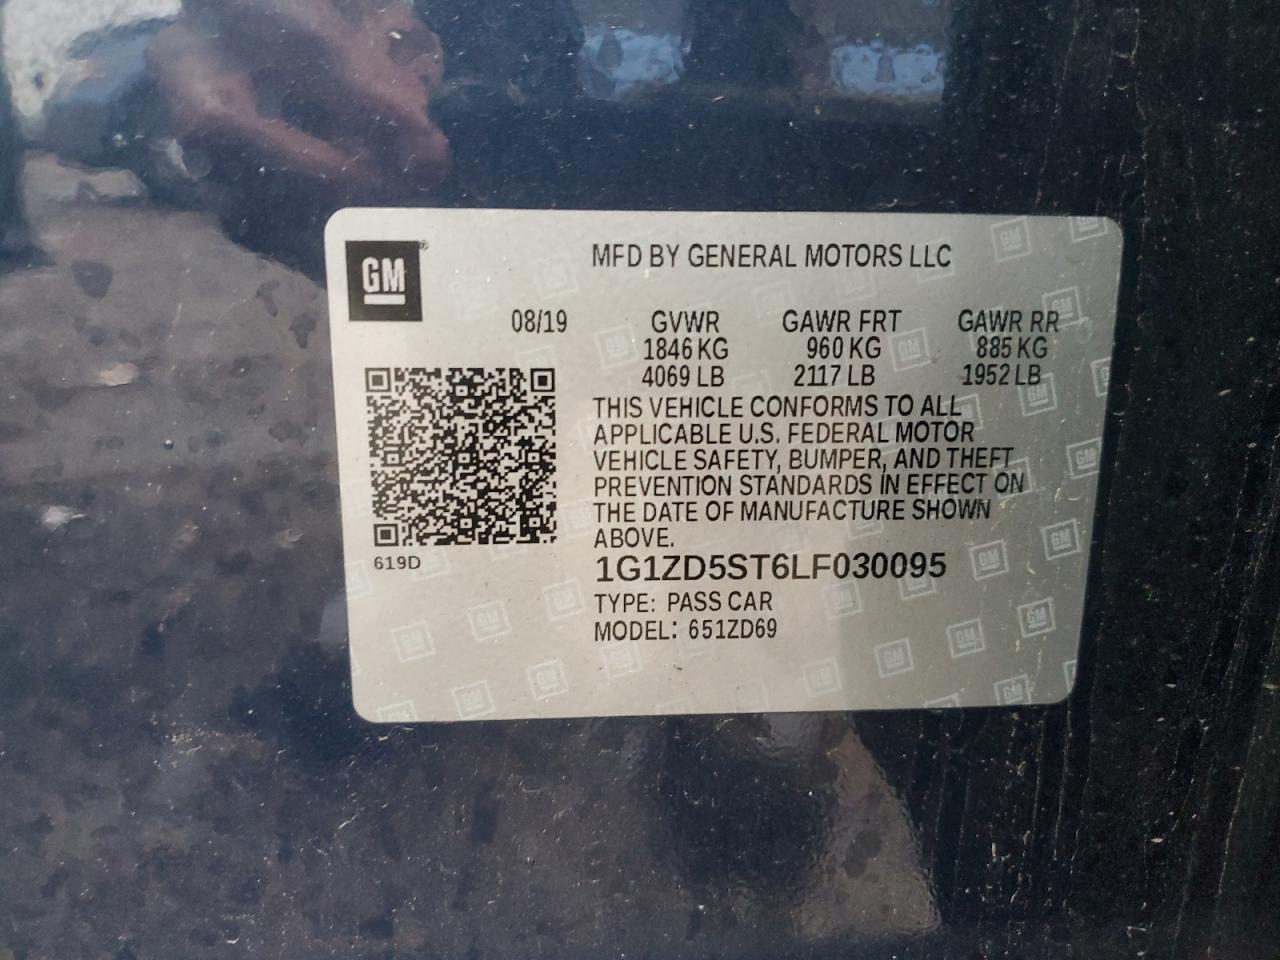 GM®
MFD BY GENERAL MOTORS LLC
08/19 GVWR GAWR FRT GAWR RR
1846 KG 960 KG 885 KG
4069 LB 2117 LB 1952 LB
THIS VEHICLE CONFORMS TO ALL
APPLICABLE U.S. FEDERAL MOTOR
VEHICLE SAFETY, BUMPER, AND THEFT
PREVENTION STANDARDS IN EFFECT ON
THE DATE OF MANUFACTURE SHOWN
ABOVE.
619D
1G1ZD5ST6LF030095
TYPE: PASS CAR
MODEL: 651ZD69